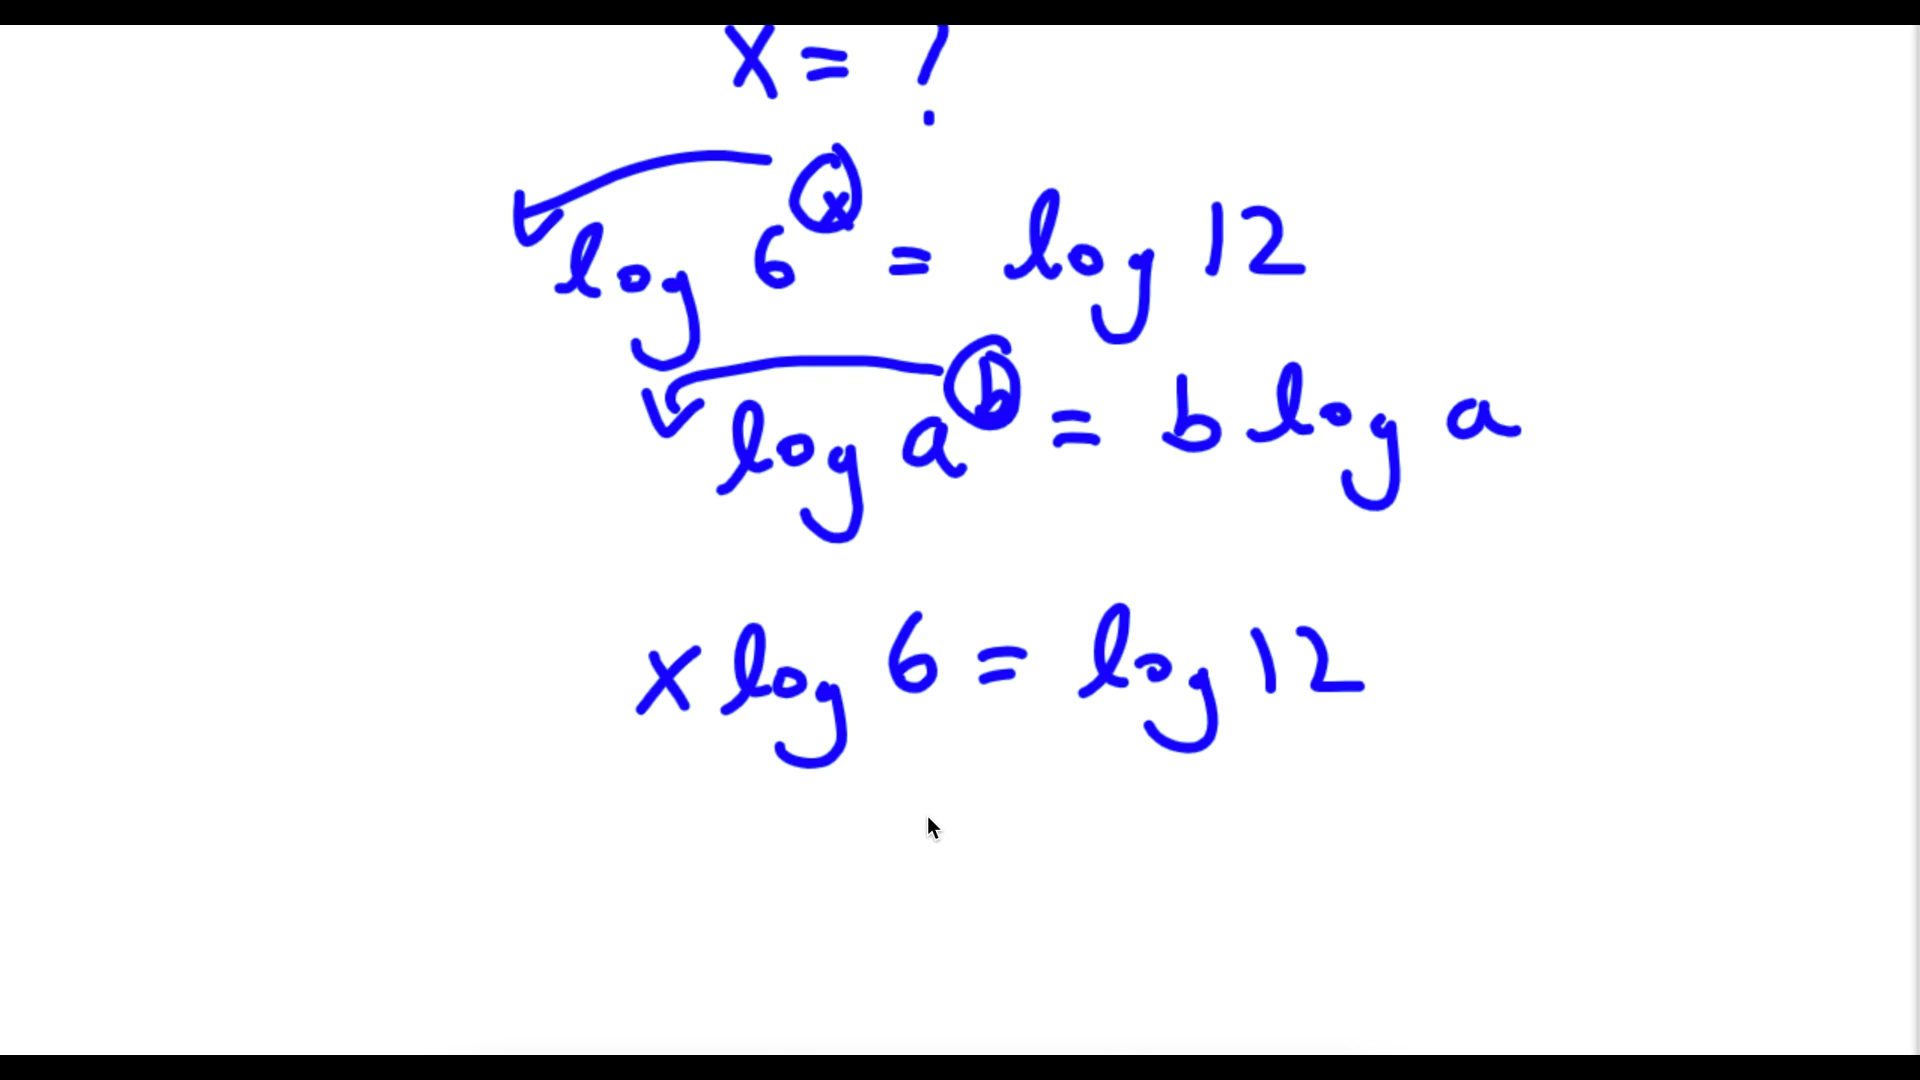 x = ?
log 6^x = log 12
log a^b = b log a
x log 6 = log 12